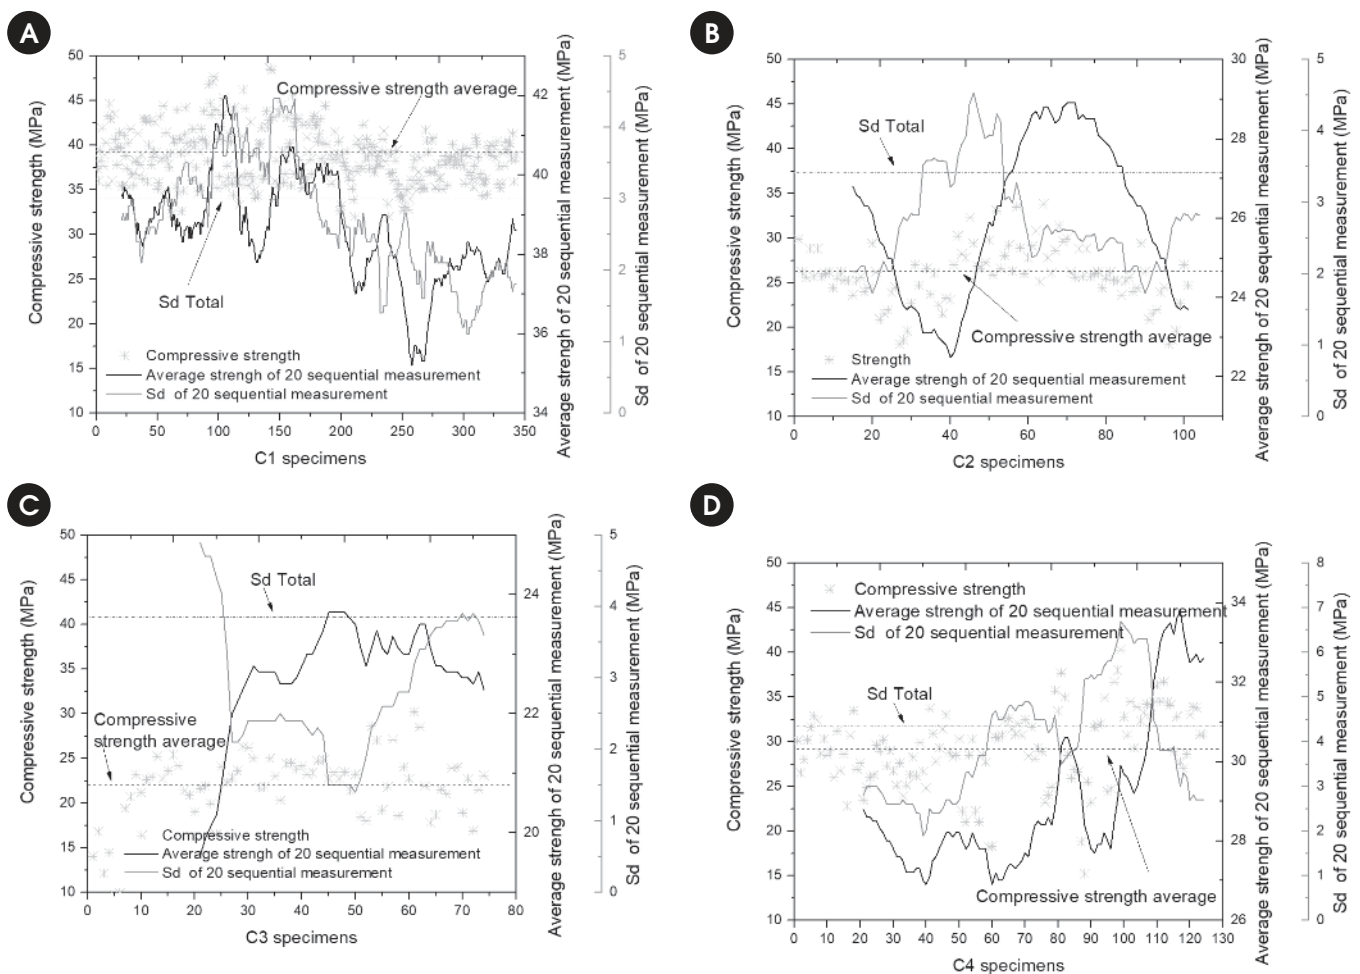 A
Compressive strength (MPa)
50
45
40
35
30
25
20
15
10
0
50
100
150
200
250
300
350
C1 specimens
42
40
38
36
34
Average strengh of 20 sequential measurement (MPa)
5
4
3
2
1
0
Sd of 20 sequential measurement (MPa)
Compressive strength average
Sd Total
Compressive strength
Average strengh of 20 sequential measurement
Sd of 20 sequential measurement
B
Compressive strength (MPa)
50
45
40
35
30
25
20
15
10
0
20
40
60
80
100
C2 specimens
30
28
26
24
22
Average strengh of 20 sequential measurement (MPa)
5
4
3
2
1
0
Sd of 20 sequential measurement (MPa)
Sd Total
Compressive strength average
Strength
Average strengh of 20 sequential measurement
Sd of 20 sequential measurement
C
Compressive strength (MPa)
50
45
40
35
30
25
20
15
10
0
10
20
30
40
50
60
70
80
C3 specimens
24
22
20
Average strengh of 20 sequential measurement (MPa)
5
4
3
2
1
0
Sd of 20 sequential measurement (MPa)
Sd Total
Compressive
strength average
Compressive strength
Average strengh of 20 sequential measurement
Sd of 20 sequential measurement
D
Compressive strength (MPa)
50
45
40
35
30
25
20
15
10
0
10
20
30
40
50
60
70
80
90
100
110
120
130
C4 specimens
34
32
30
28
26
Average strengh of 20 sequential measurement (MPa)
8
7
6
5
4
3
2
1
0
Sd of 20 sequential measurement (MPa)
Compressive strength
Average strengh of 20 sequential measurement
Sd of 20 sequential measurement
Sd Total
Compressive strength average